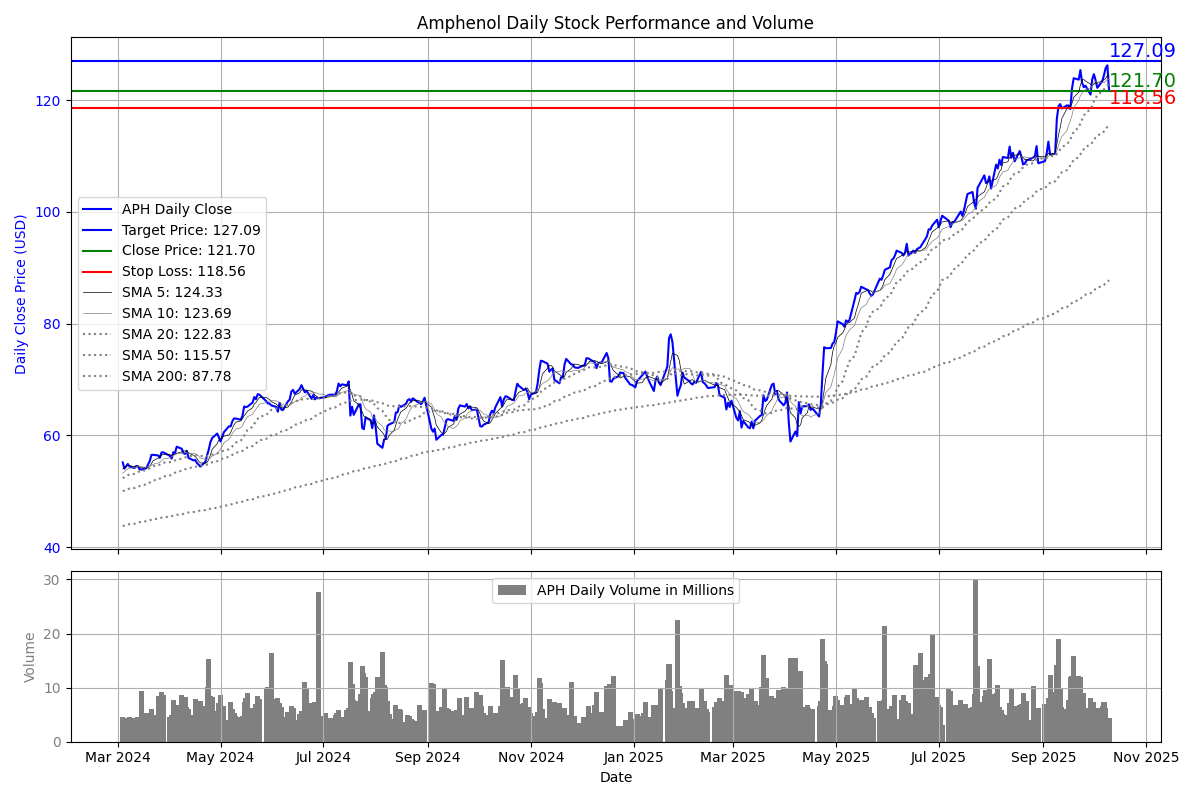 Amphenol Daily Stock Performance and Volume
127.09
121.70
118.56
120
100
80
60
40
Daily Close Price (USD)
APH Daily Close
Target Price: 127.09
Close Price: 121.70
Stop Loss: 118.56
SMA 5: 124.33
SMA 10: 123.69
SMA 20: 122.83
SMA 50: 115.57
SMA 200: 87.78
30
20
10
0
Volume
APH Daily Volume in Millions
Mar 2024 May 2024 Jul 2024 Sep 2024 Nov 2024 Jan 2025 Mar 2025 May 2025 Jul 2025 Sep 2025 Nov 2025
Date